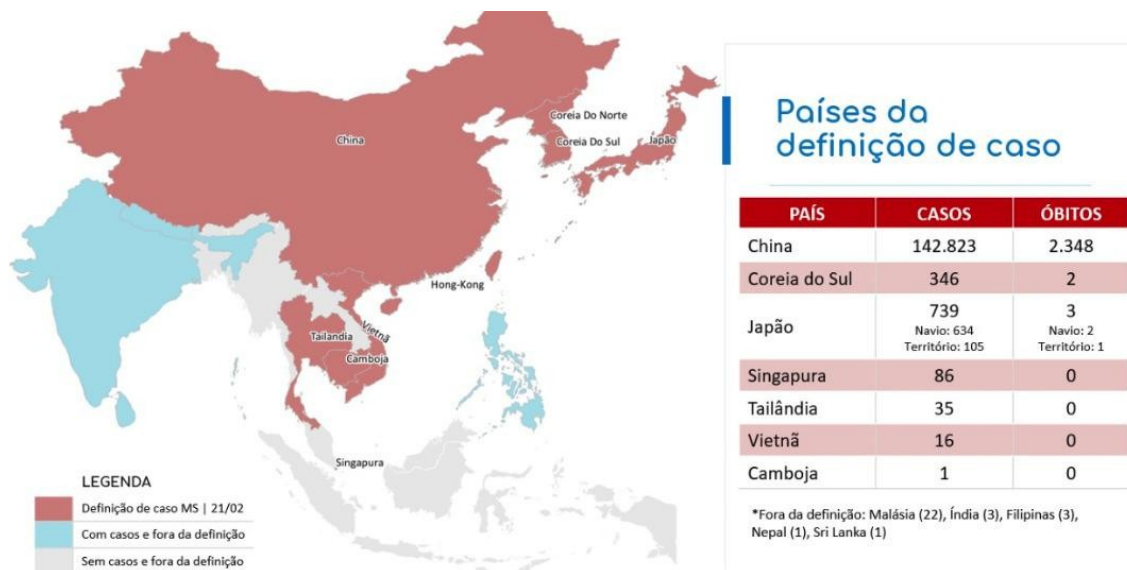 Coreia Do Norte
China
Coreia Do Sul
Japão
Hong-Kong
Vietnã
Tailandia
Camboja
Singapura
LEGENDA
Definição de caso MS | 21/02
Com casos e fora da definição
Sem casos e fora da definição
Países da
definição de caso
PAÍS CASOS ÓBITOS
China 142.823 2.348
Coreia do Sul 346 2
Japão 739 3
Navio: 634 Navio: 2
Território: 105 Território: 1
Singapura 86 0
Tailândia 35 0
Vietnã 16 0
Camboja 1 0
*Fora da definição: Malásia (22), Índia (3), Filipinas (3),
Nepal (1), Sri Lanka (1)